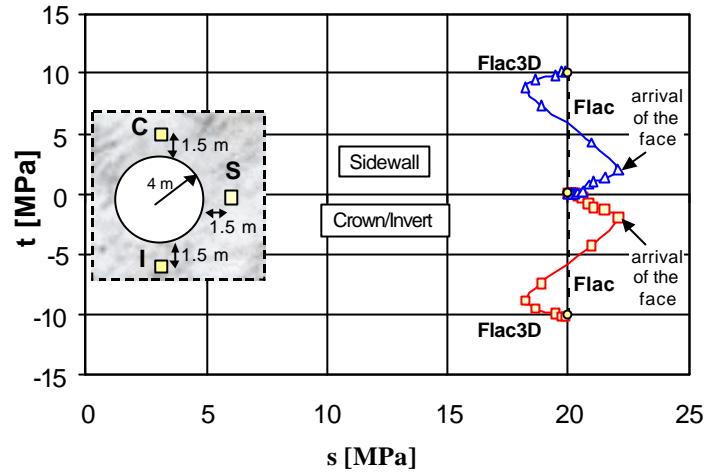 15
10
5
0
-5
-10
-15
t [MPa]
0
5
10
15
20
25
s [MPa]
C
1.5 m
S
4 m
1.5 m
I
1.5 m
Sidewall
Crown/Invert
Flac3D
Flac
arrival
of the
face
arrival
of the
face
Flac
Flac3D